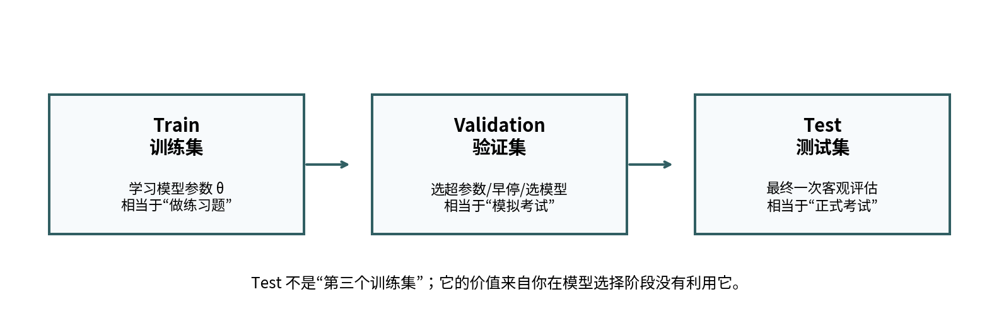 Train
训练集
学习模型参数 θ
相当于“做练习题”
Validation
验证集
选超参数/早停/选模型
相当于“模拟考试”
Test
测试集
最终一次客观评估
相当于“正式考试”
Test 不是“第三个训练集”；它的价值来自你在模型选择阶段没有利用它。